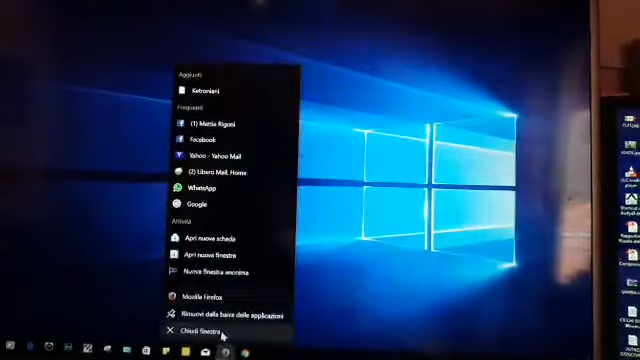 Aggiunti
Ketroniani
Frequenti
(1) Mattia Rigoni
Facebook
Yahoo - Yahoo Mail
(2) Libero Mail. Home
WhatsApp
Google
Attività
Apri nuova scheda
Apri nuova finestra
Nuova finestra anonima
Mozilla Firefox
Rimuovi dalla barra delle applicazioni
Chiudi finestra